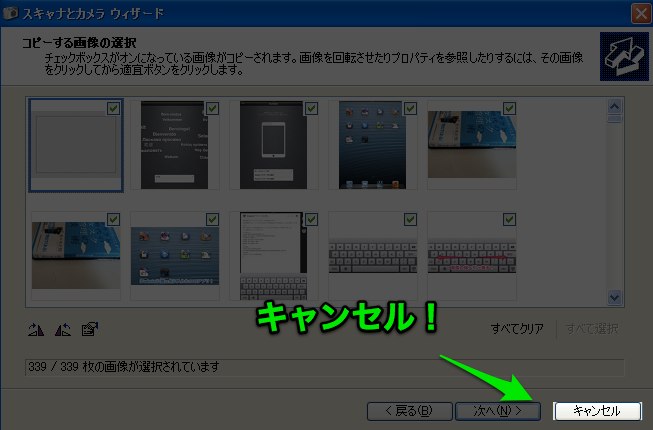 スキャナとカメラ ウィザード
コピーする画像の選択
チェックボックスがオンになっている画像がコピーされます。画像を回転させたりプロパティを参照したりするには、その画像
をクリックしてから適宜ボタンをクリックします。
キャンセル！
すべてクリア
すべて選択
339 / 339 枚の画像が選択されています
< 戻る(B)
次へ(N) >
キャンセル